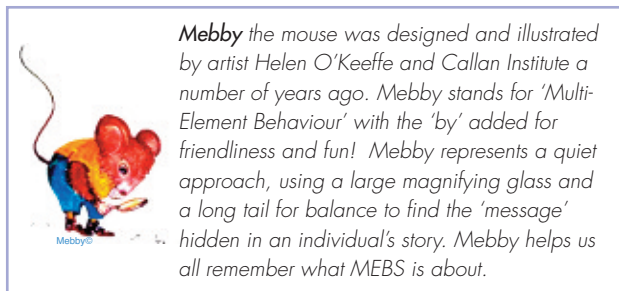 Mebby the mouse was designed and illustrated
by artist Helen O’Keeffe and Callan Institute a
number of years ago. Mebby stands for ‘Multi-
Element Behaviour’ with the ‘by’ added for
friendliness and fun!  Mebby represents a quiet
approach, using a large magnifying glass and
a long tail for balance to find the ‘message’
hidden in an individual’s story. Mebby helps us
all remember what MEBS is about.
Mebby©